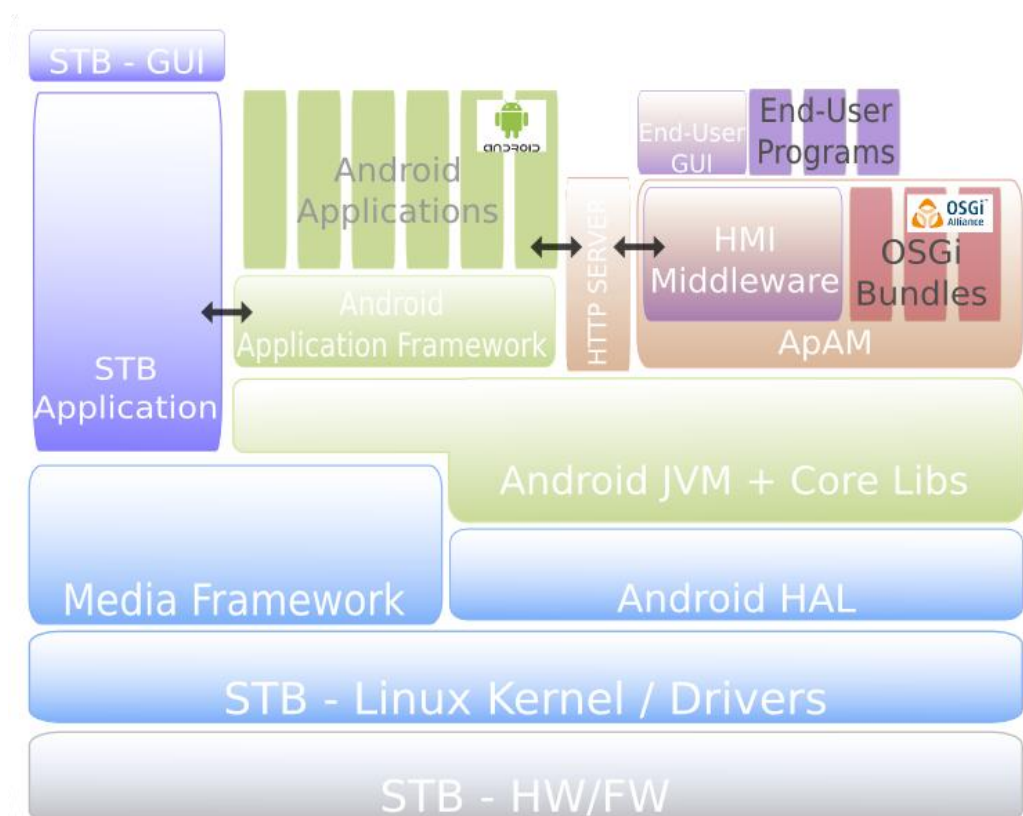 STB - GUI
End-User
Programs
End-User
GUI
ANDROID
Android
Applications
OSGi
Alliance
HTTP SERVER
HMI
Middleware
OSGi
Bundles
Android
Application Framework
ApAM
STB
Application
Android JVM + Core Libs
Media Framework
Android HAL
STB - Linux Kernel / Drivers
STB - HW/FW